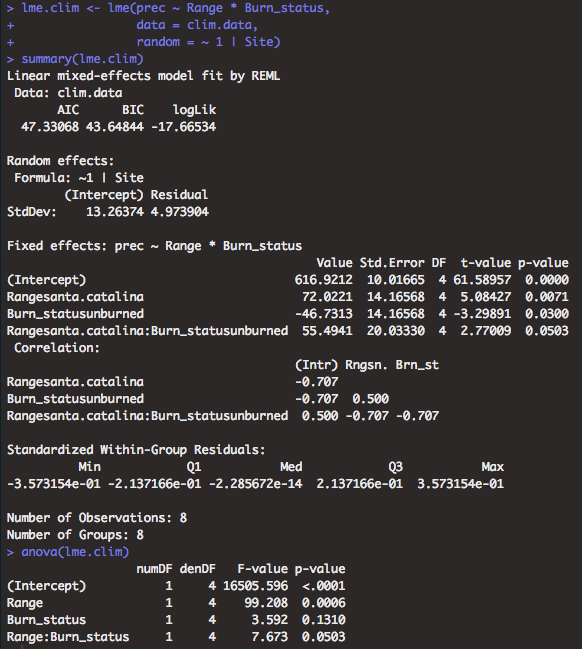 > lme.clim <- lme(prec ~ Range * Burn_status,
+                 data = clim.data,
+                 random = ~ 1 | Site)
> summary(lme.clim)
Linear mixed-effects model fit by REML
 Data: clim.data
       AIC      BIC    logLik
  47.33068 43.64844 -17.66534

Random effects:
 Formula: ~1 | Site
        (Intercept) Residual
StdDev:    13.26374 4.973904

Fixed effects: prec ~ Range * Burn_status
                                         Value Std.Error DF  t-value p-value
(Intercept)                           616.9212  10.01665  4 61.58957  0.0000
Rangesanta.catalina                    72.0221  14.16568  4  5.08427  0.0071
Burn_statusunburned                   -46.7313  14.16568  4 -3.29891  0.0300
Rangesanta.catalina:Burn_statusunburned  55.4941  20.03330  4  2.77009  0.0503
 Correlation:
                                        (Intr) Rngsn. Brn_st
Rangesanta.catalina                     -0.707
Burn_statusunburned                     -0.707  0.500
Rangesanta.catalina:Burn_statusunburned  0.500 -0.707 -0.707

Standardized Within-Group Residuals:
          Min            Q1           Med            Q3           Max
-3.573154e-01 -2.137166e-01 -2.285672e-14  2.137166e-01  3.573154e-01

Number of Observations: 8
Number of Groups: 8
> anova(lme.clim)
                  numDF denDF   F-value p-value
(Intercept)           1     4 16505.596  <.0001
Range                 1     4    99.208  0.0006
Burn_status           1     4     3.592  0.1310
Range:Burn_status     1     4     7.673  0.0503